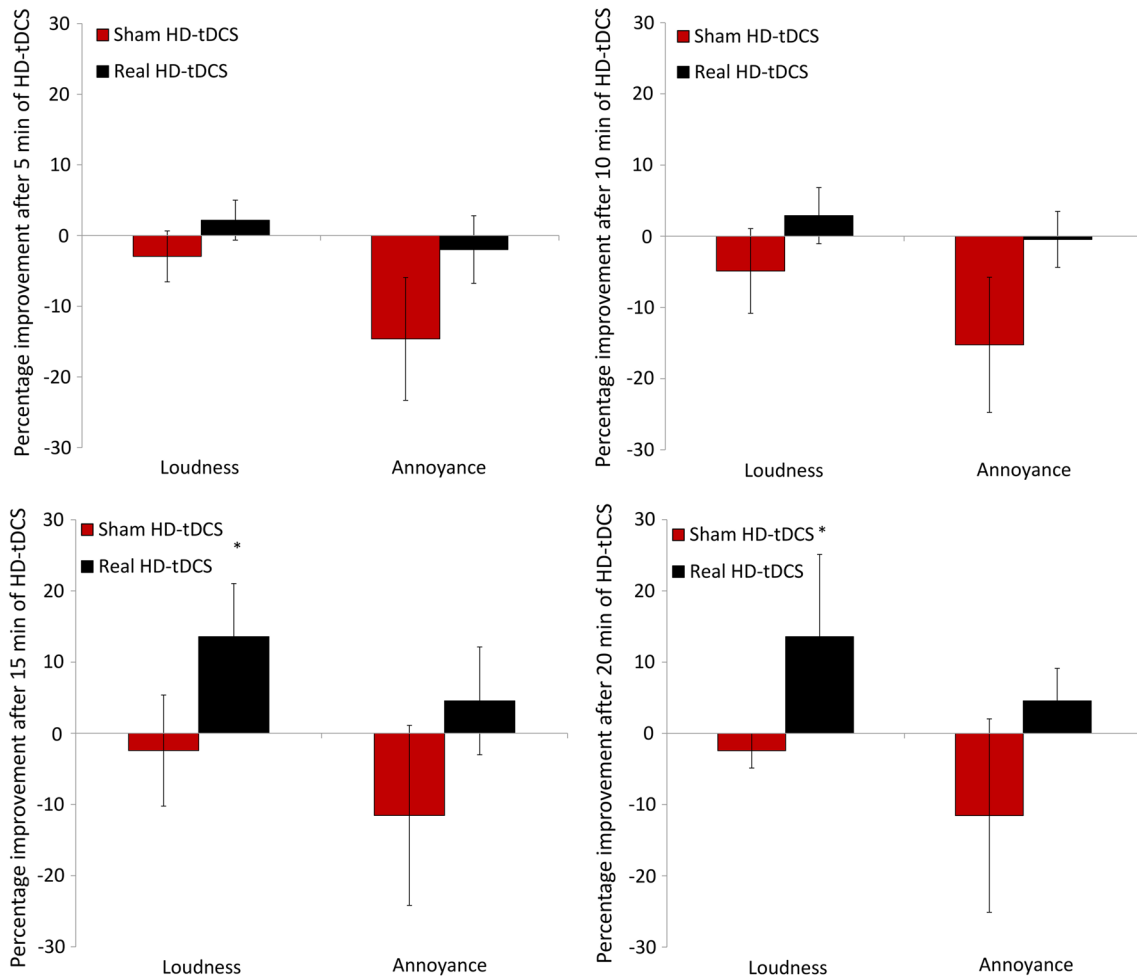 Percentage improvement after 5 min of HD-tDCS
30
20
10
0
-10
-20
-30
Sham HD-tDCS
Real HD-tDCS
Loudness
Annoyance
Percentage improvement after 10 min of HD-tDCS
30
20
10
0
-10
-20
-30
Sham HD-tDCS
Real HD-tDCS
Loudness
Annoyance
Percentage improvement after 15 min of HD-tDCS
30
20
10
0
-10
-20
-30
Sham HD-tDCS
*
Real HD-tDCS
Loudness
Annoyance
Percentage improvement after 20 min of HD-tDCS
30
20
10
0
-10
-20
-30
Sham HD-tDCS *
Real HD-tDCS
Loudness
Annoyance